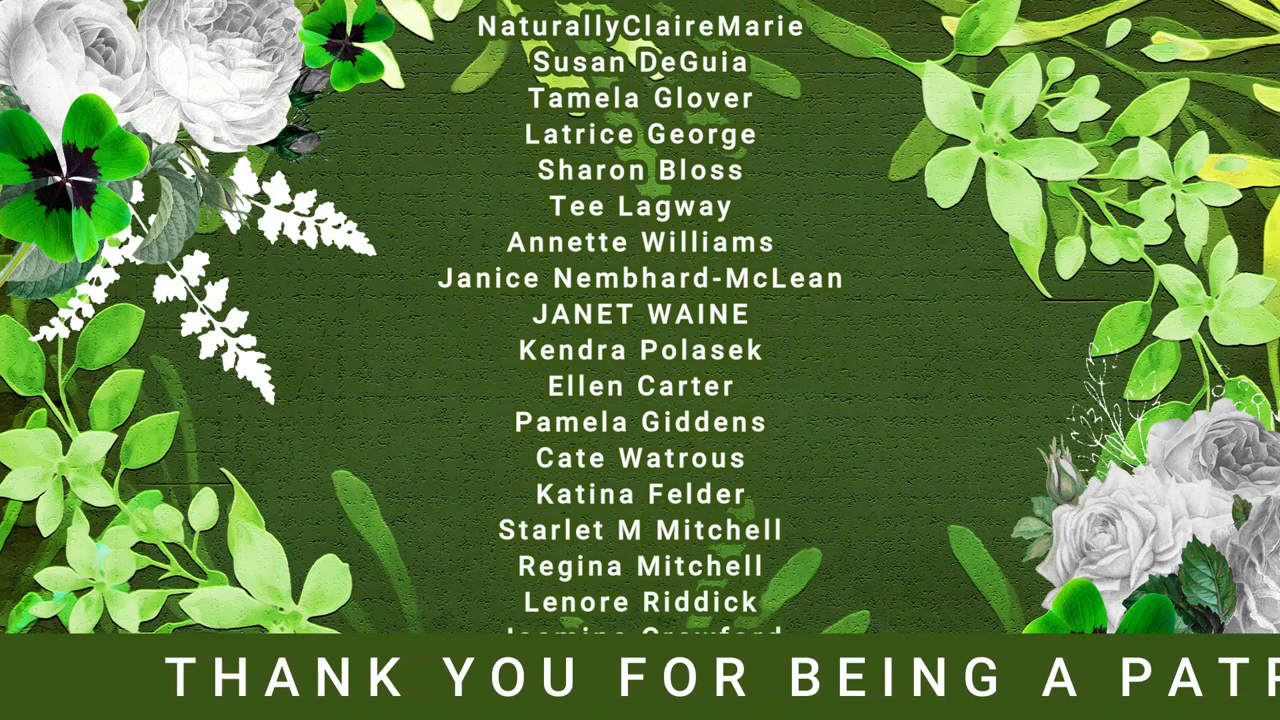 NaturallyClaireMarie
Susan DeGuia
Tamela Glover
Latrice George
Sharon Bloss
Tee Lagway
Annette Williams
Janice Nembhard-McLean
JANET WAINE
Kendra Polasek
Ellen Carter
Pamela Giddens
Cate Watrous
Katina Felder
Starlet M Mitchell
Regina Mitchell
Lenore Riddick
THANK YOU FOR BEING A